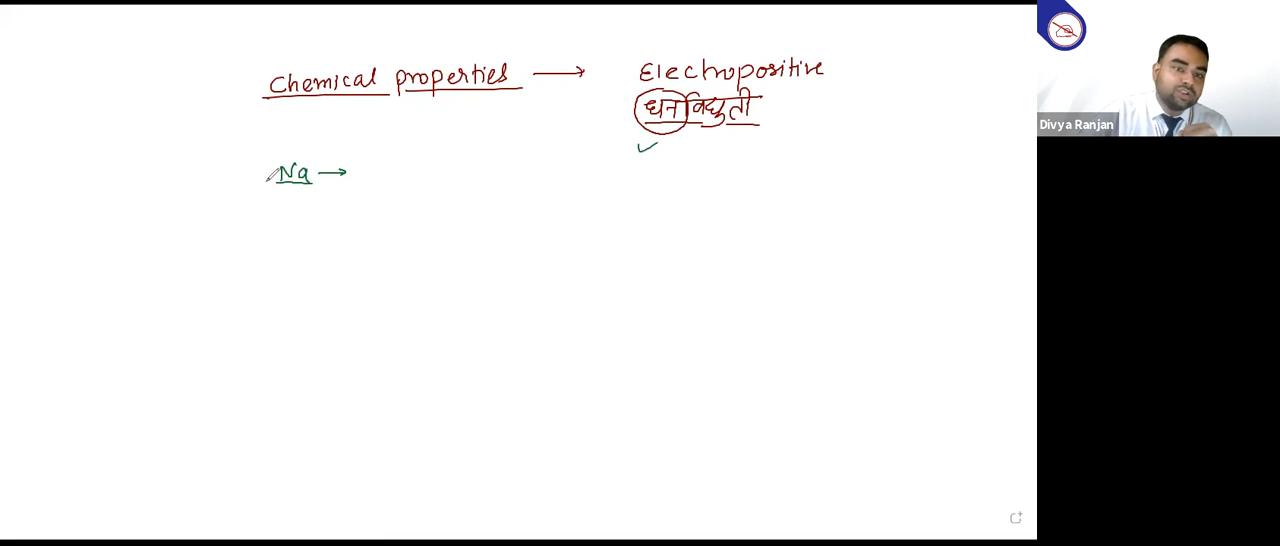 Chemical properties → Electropositive
धनविद्युती
Na →
Divya Ranjan